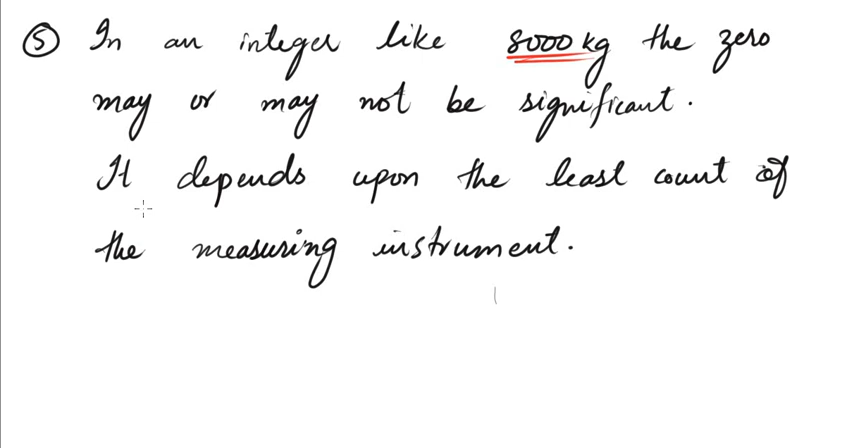 ⑤ In an integer like 8000 kg the zero
may or may not be significant.
It depends upon the least count of
the measuring instrument.